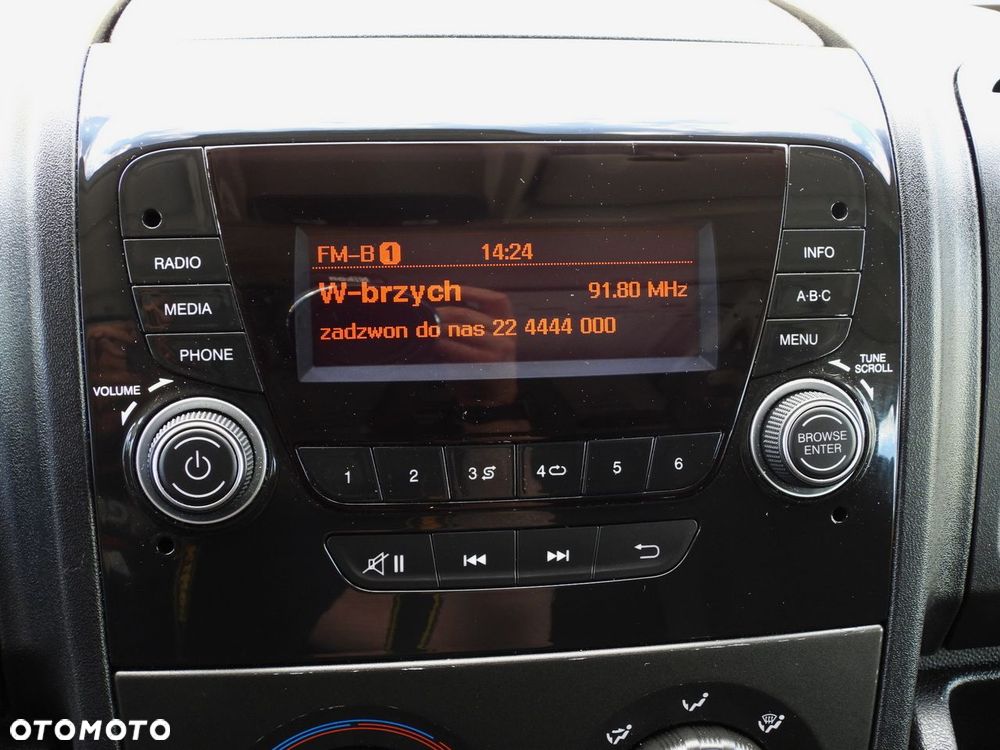 FM-B 1 14:24
W-brzych 91.80 MHz
zadzwon do nas 22 4444 000
RADIO
MEDIA
PHONE
INFO
A·B·C
MENU
VOLUME
TUNE
SCROLL
BROWSE
ENTER
1 2 3 4 5 6
OTOMOTO